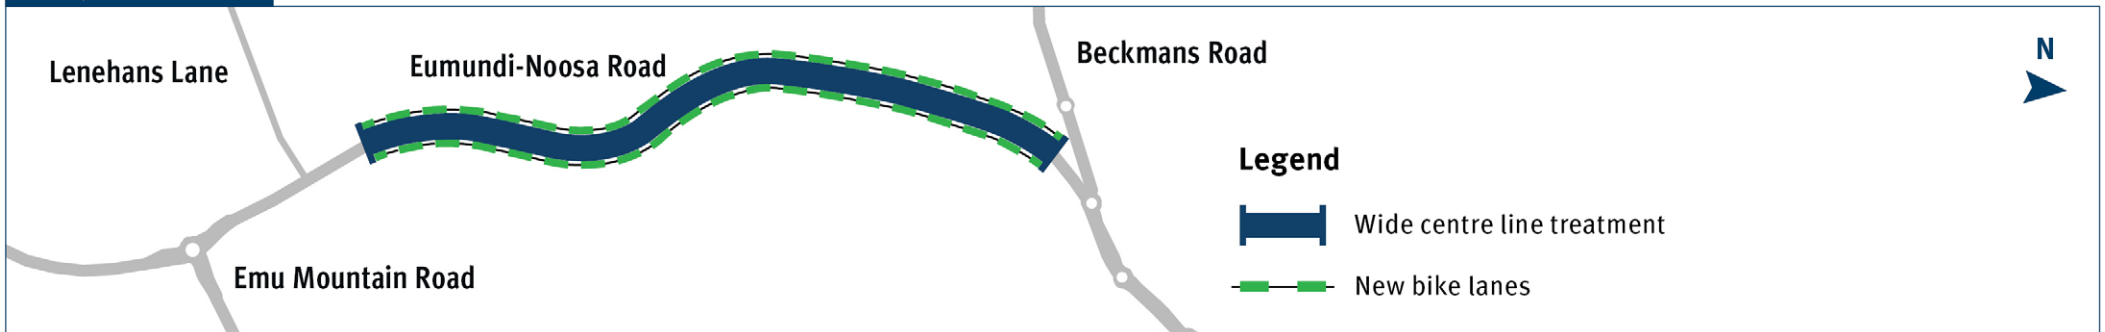 Lenehans Lane
Eumundi-Noosa Road
Beckmans Road
N
Emu Mountain Road
Legend
Wide centre line treatment
New bike lanes